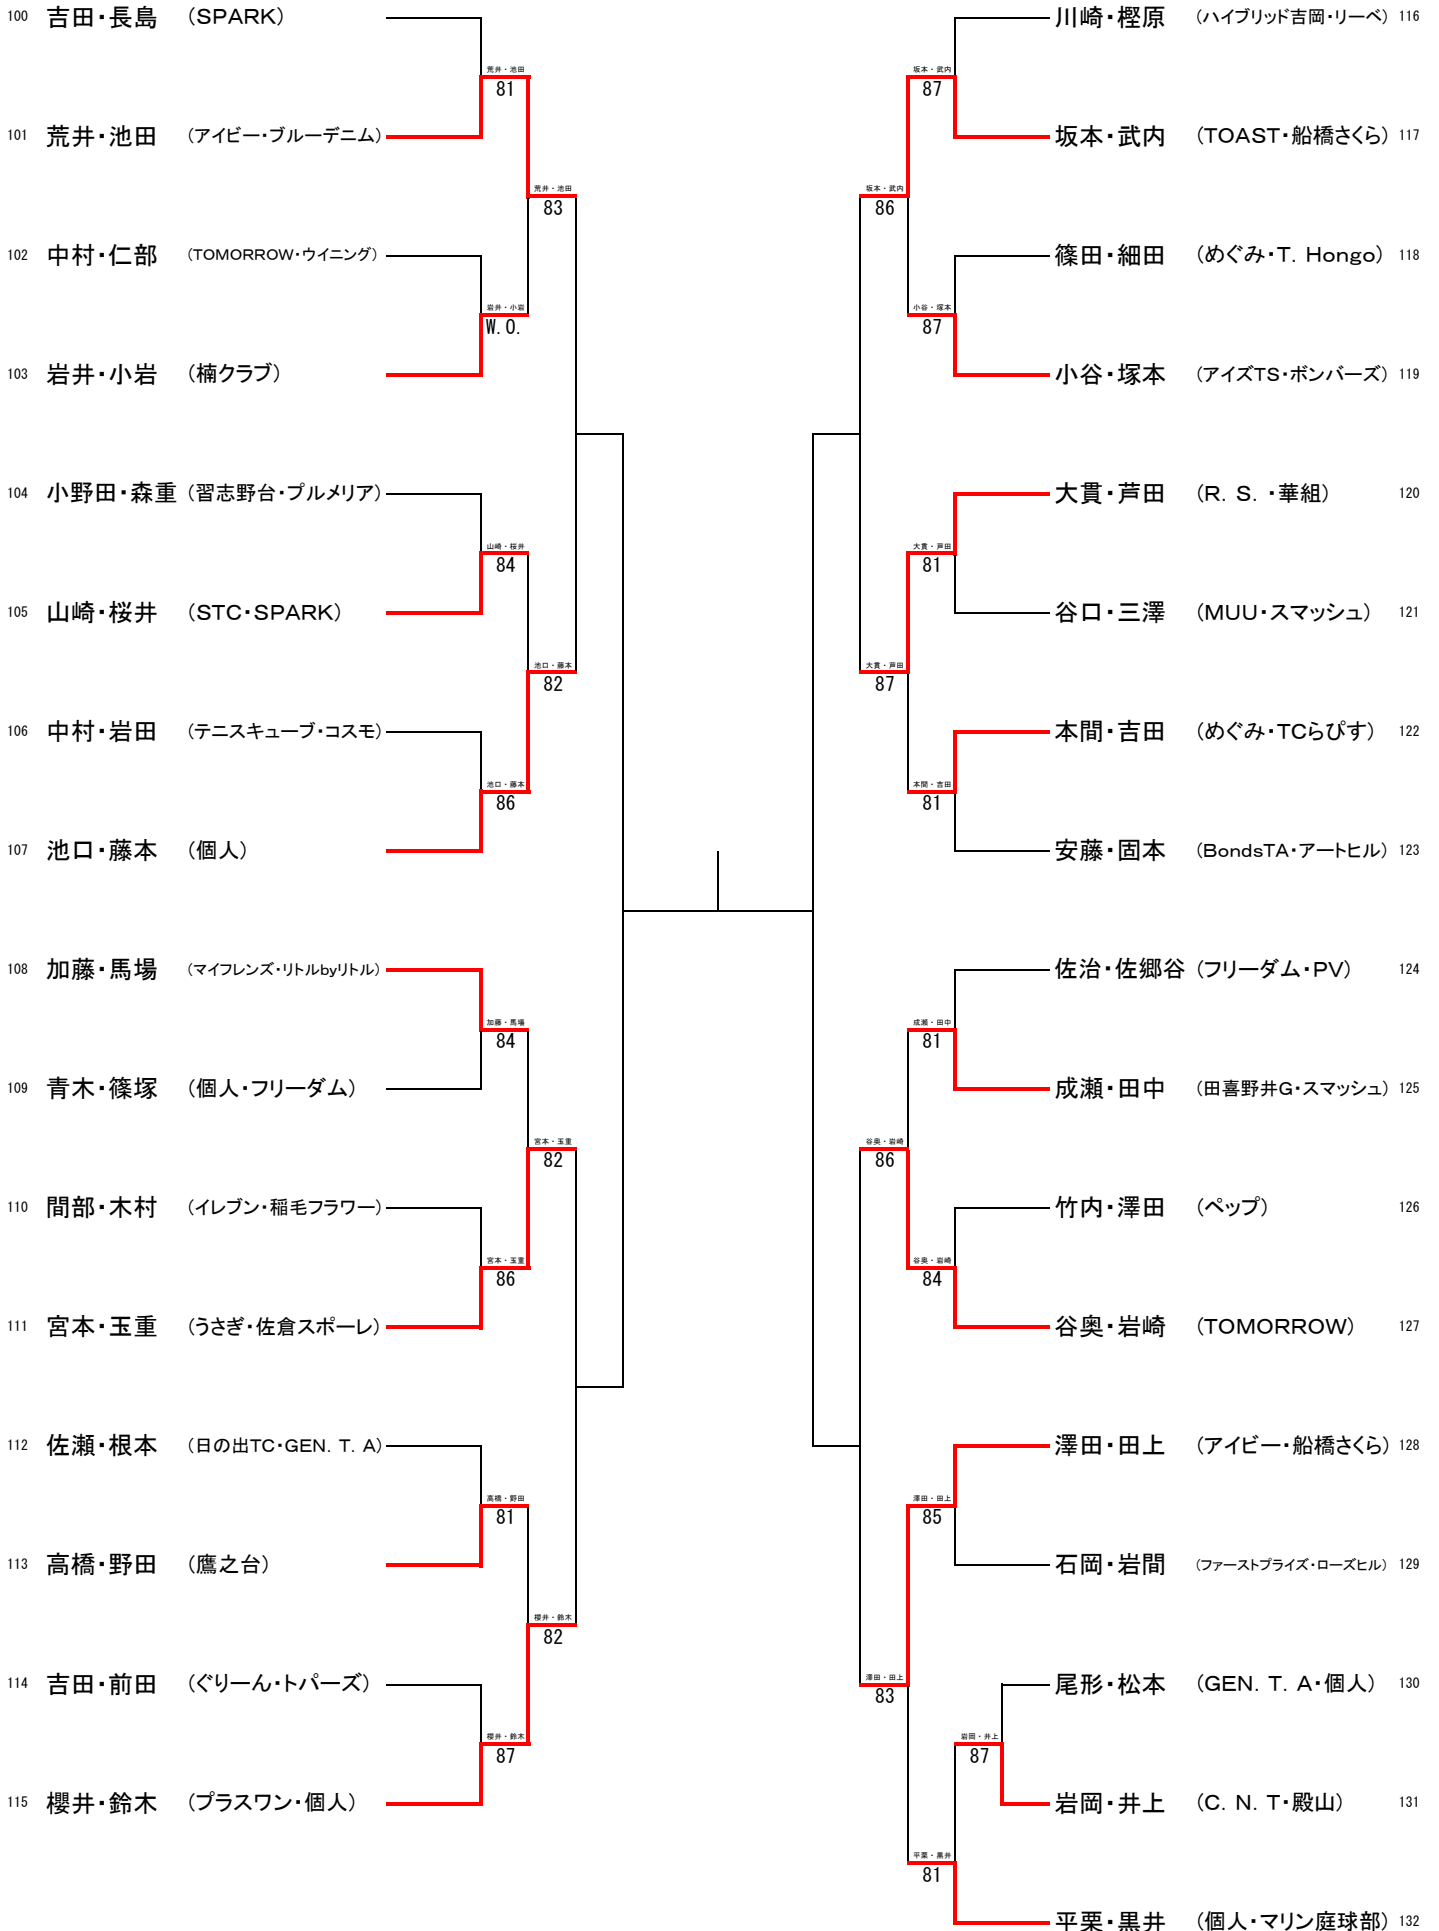 100 吉田・長島 (SPARK)
荒井・池田
81
101 荒井・池田 (アイビー・ブルーデニム)
荒井・池田
83
102 中村・仁部 (TOMORROW・ウイニング)
岩井・小岩
W.O.
103 岩井・小岩 (楠クラブ)
104 小野田・森重 (習志野台・プルメリア)
山崎・桜井
84
105 山崎・桜井 (STC・SPARK)
池口・藤本
82
106 中村・岩田 (テニスキューブ・コスモ)
池口・藤本
86
107 池口・藤本 (個人)
108 加藤・馬場 (マイフレンズ・リトルbyリトル)
加藤・馬場
84
109 青木・篠塚 (個人・フリーダム)
宮本・玉重
82
110 間部・木村 (イレブン・稲毛フラワー)
宮本・玉重
86
111 宮本・玉重 (うさぎ・佐倉スポーレ)
112 佐瀬・根本 (日の出TC・GEN. T. A)
高橋・野田
81
113 高橋・野田 (鷹之台)
櫻井・鈴木
82
114 吉田・前田 (ぐりーん・トパーズ)
櫻井・鈴木
87
115 櫻井・鈴木 (プラスワン・個人)
川崎・樫原 (ハイブリッド吉岡・リーベ) 116
坂本・武内
87
坂本・武内 (TOAST・船橋さくら) 117
坂本・武内
86
篠田・細田 (めぐみ・T. Hongo) 118
小谷・塚本
87
小谷・塚本 (アイズTS・ボンバーズ) 119
大貫・芦田 (R. S. ・華組) 120
大貫・芦田
81
谷口・三澤 (MUU・スマッシュ) 121
大貫・芦田
87
本間・吉田 (めぐみ・TCらぴす) 122
本間・吉田
81
安藤・固本 (BondsTA・アートヒル) 123
佐治・佐郷谷 (フリーダム・PV) 124
成瀬・田中
81
成瀬・田中 (田喜野井G・スマッシュ) 125
谷奥・岩崎
86
竹内・澤田 (ペップ) 126
谷奥・岩崎
84
谷奥・岩崎 (TOMORROW) 127
澤田・田上 (アイビー・船橋さくら) 128
澤田・田上
85
石岡・岩間 (ファーストプライズ・ローズヒル) 129
澤田・田上
83
尾形・松本 (GEN. T. A・個人) 130
岩岡・井上
87
岩岡・井上 (C. N. T・殿山) 131
平栗・黒井
81
平栗・黒井 (個人・マリン庭球部) 132